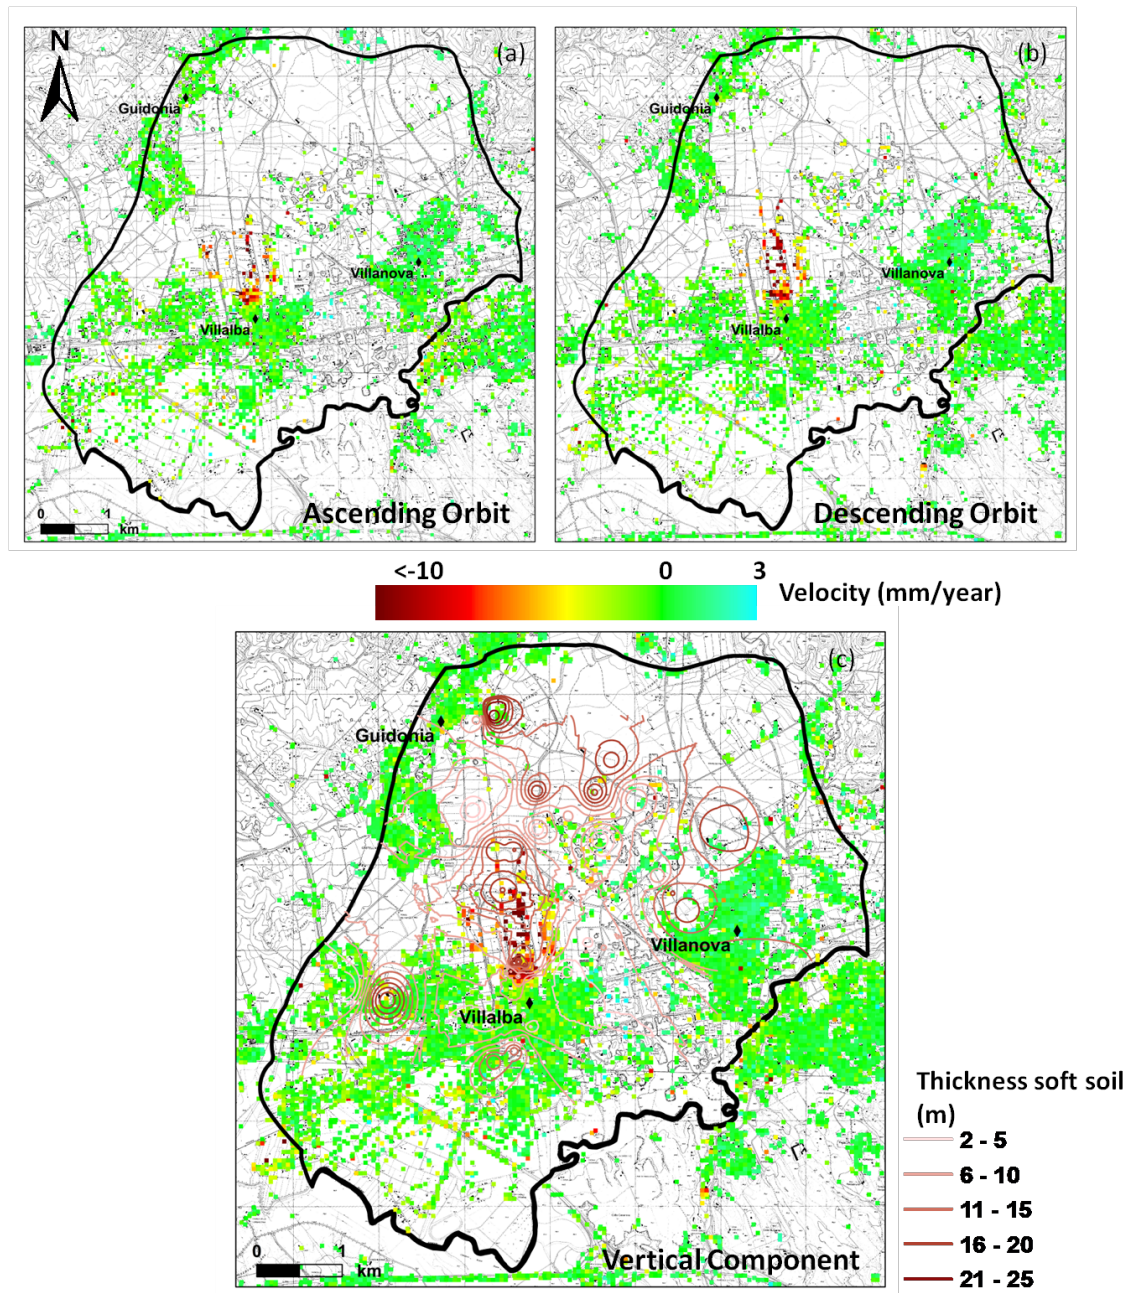 N
(a)
Guidonia
Villanova
Villalba
0
1
km
Ascending Orbit
(b)
Guidonia
Villanova
Villalba
Descending Orbit
<-10
0
3
Velocity (mm/year)
(c)
Guidonia
Villanova
Villalba
0
1
km
Vertical Component
Thickness soft soil
(m)
2 - 5
6 - 10
11 - 15
16 - 20
21 - 25